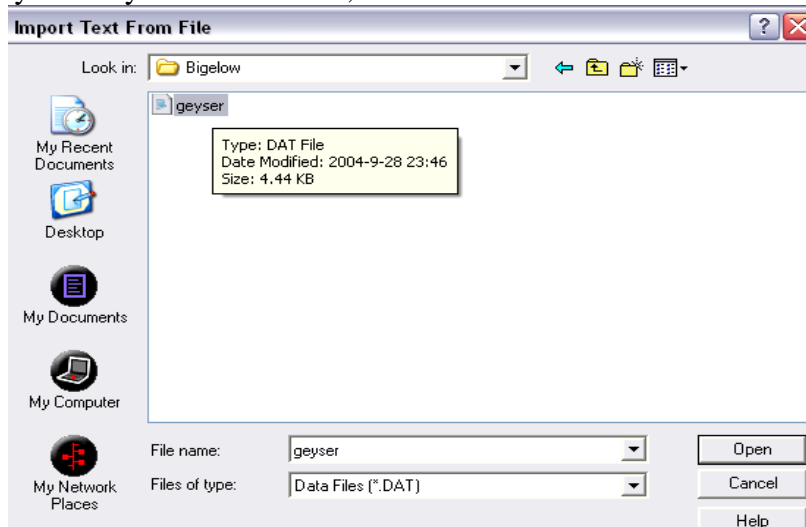 Import Text From File
Look in: Bigelow
geyser
Type: DAT File
Date Modified: 2004-9-28 23:46
Size: 4.44 KB
My Recent
Documents
Desktop
My Documents
My Computer
My Network
Places
File name: geyser
Open
Files of type: Data Files (*.DAT)
Cancel
Help